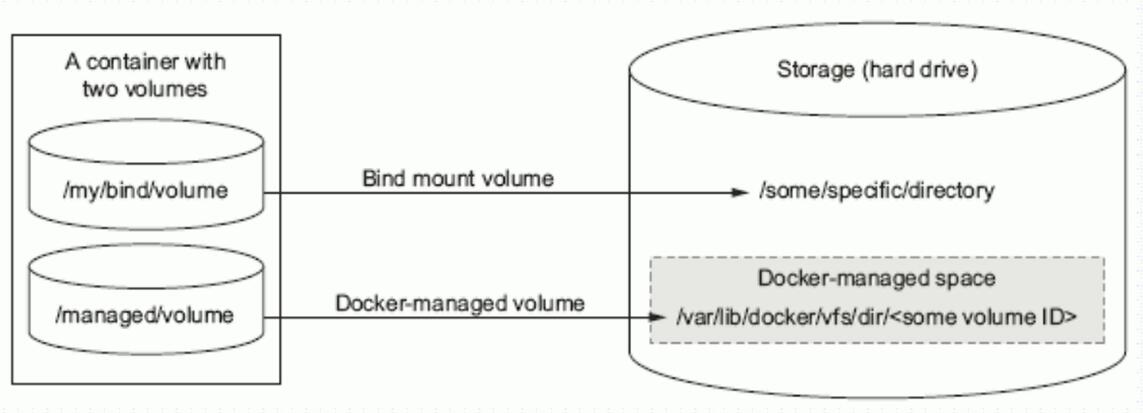 A container with
two volumes
Storage (hard drive)
/my/bind/volume
Bind mount volume
/some/specific/directory
Docker-managed space
/managed/volume
Docker-managed volume
/var/lib/docker/vfs/dir/<some volume ID>